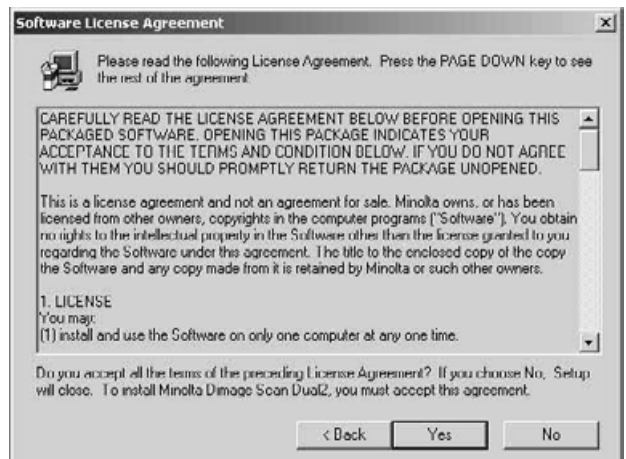 Software License Agreement
Please read the following License Agreement. Press the PAGE DOWN key to see
the rest of the agreement.
CAREFULLY READ THE LICENSE AGREEMENT BELOW BEFORE OPENING THIS
PACKAGED SOFTWARE. OPENING THIS PACKAGE INDICATES YOUR
ACCEPTANCE TO THE TERMS AND CONDITION BELOW. IF YOU DO NOT AGREE
WITH THEM YOU SHOULD PROMPTLY RETURN THE PACKAGE UNOPENED.
This is a license agreement and not an agreement for sale. Minolta owns, or has been
licensed from other owners, copyrights in the computer programs ("Software"). You obtain
no rights to the intellectual property in the Software other than the license granted to you
regarding the Software under this agreement. The title to the enclosed copy of the copy
the Software and any copy made from it is retained by Minolta or such other owners.
1. LICENSE
You may:
(1) install and use the Software on only one computer at any one time.
Do you accept all the terms of the preceding License Agreement? If you choose No, Setup
will close. To install Minolta Dimage Scan Dual2, you must accept this agreement.
< Back Yes No